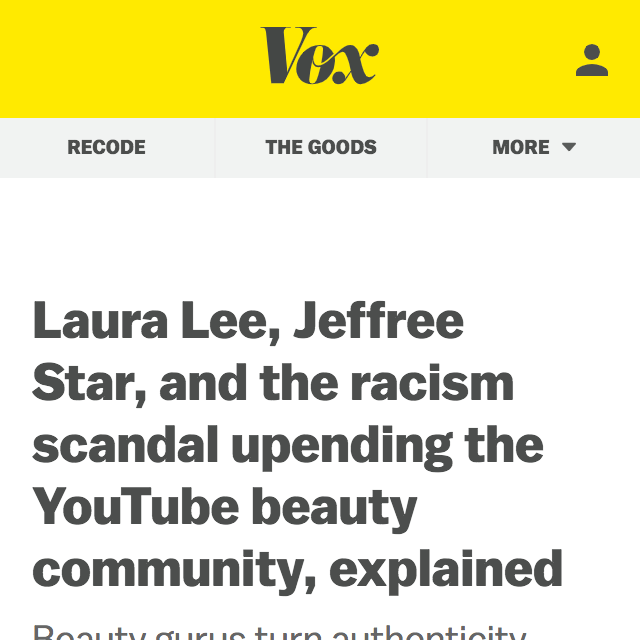 Vox
RECODE
THE GOODS
MORE
Laura Lee, Jeffree
Star, and the racism
scandal upending the
YouTube beauty
community, explained
Beauty gurus turn authenticity